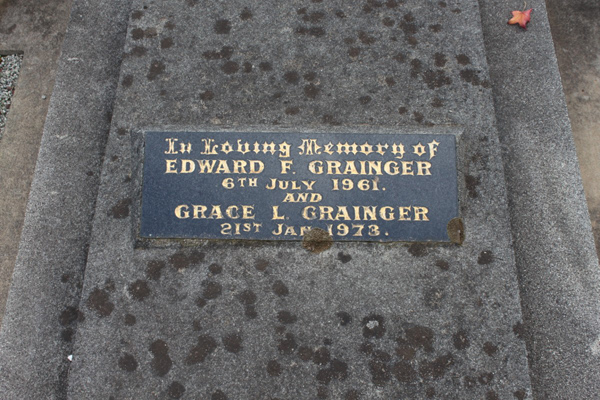 In Loving Memory of
EDWARD F. GRAINGER
6TH JULY 1961.
AND
GRACE L. GRAINGER
21ST JAN 1973.